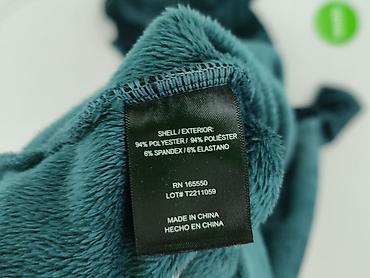 SHELL / EXTERIOR:
94% POLYESTER / 94% POLIÉSTER
6% SPANDEX / 6% ELASTANO
RN 165550
LOT# T2211059
MADE IN CHINA
HECHO EN CHINA